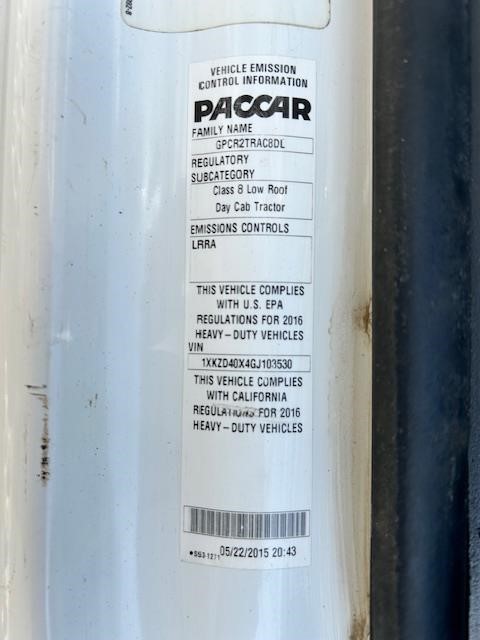 VEHICLE EMISSION
CONTROL INFORMATION
PACCAR
FAMILY NAME
GPCR2TRAC8DL
REGULATORY
SUBCATEGORY
Class 8 Low Roof
Day Cab Tractor
EMISSIONS CONTROLS
LRRA
THIS VEHICLE COMPLIES
WITH U.S. EPA
REGULATIONS FOR 2016
HEAVY-DUTY VEHICLES
VIN
1XKZD40X4GJ103530
THIS VEHICLE COMPLIES
WITH CALIFORNIA
REGULATIONS FOR 2016
HEAVY-DUTY VEHICLES
05/22/2015 20:43